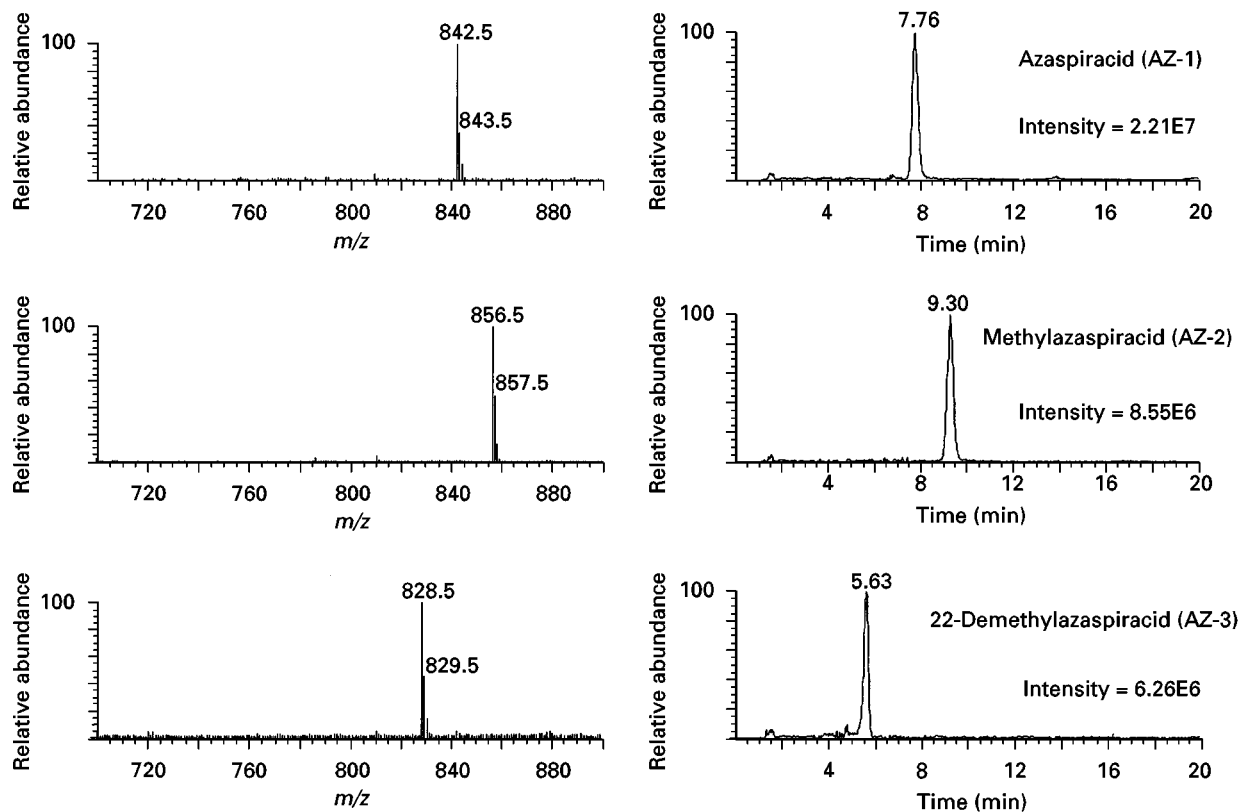 Relative abundance
100
842.5
843.5
720 760 800 840 880
m/z
Relative abundance
100
7.76
Azaspiracid (AZ-1)
Intensity = 2.21E7
4 8 12 16 20
Time (min)
Relative abundance
100
856.5
857.5
720 760 800 840 880
m/z
Relative abundance
100
9.30
Methylazaspiracid (AZ-2)
Intensity = 8.55E6
4 8 12 16 20
Time (min)
Relative abundance
100
828.5
829.5
720 760 800 840 880
m/z
Relative abundance
100
5.63
22-Demethylazaspiracid (AZ-3)
Intensity = 6.26E6
4 8 12 16 20
Time (min)